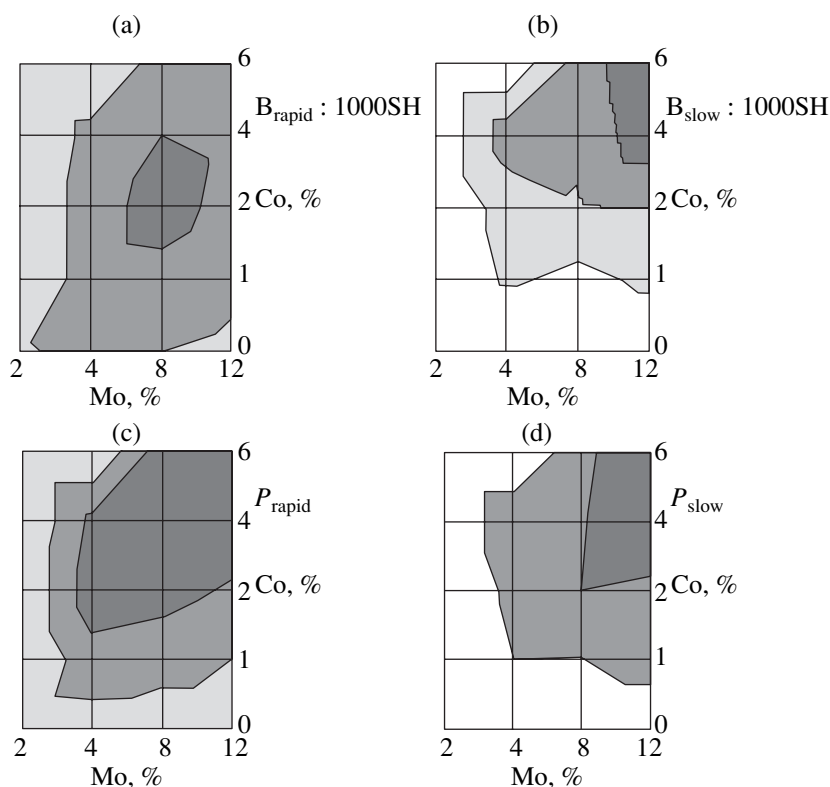 (a)
6
B_rapid : 1000SH
4
Co, %
2
1
0
2 4 8 12
Mo, %
(b)
6
B_slow : 1000SH
4
Co, %
2
1
0
2 4 8 12
Mo, %
(c)
6
P_rapid
4
Co, %
2
1
0
2 4 8 12
Mo, %
(d)
6
P_slow
4
Co, %
2
1
0
2 4 8 12
Mo, %